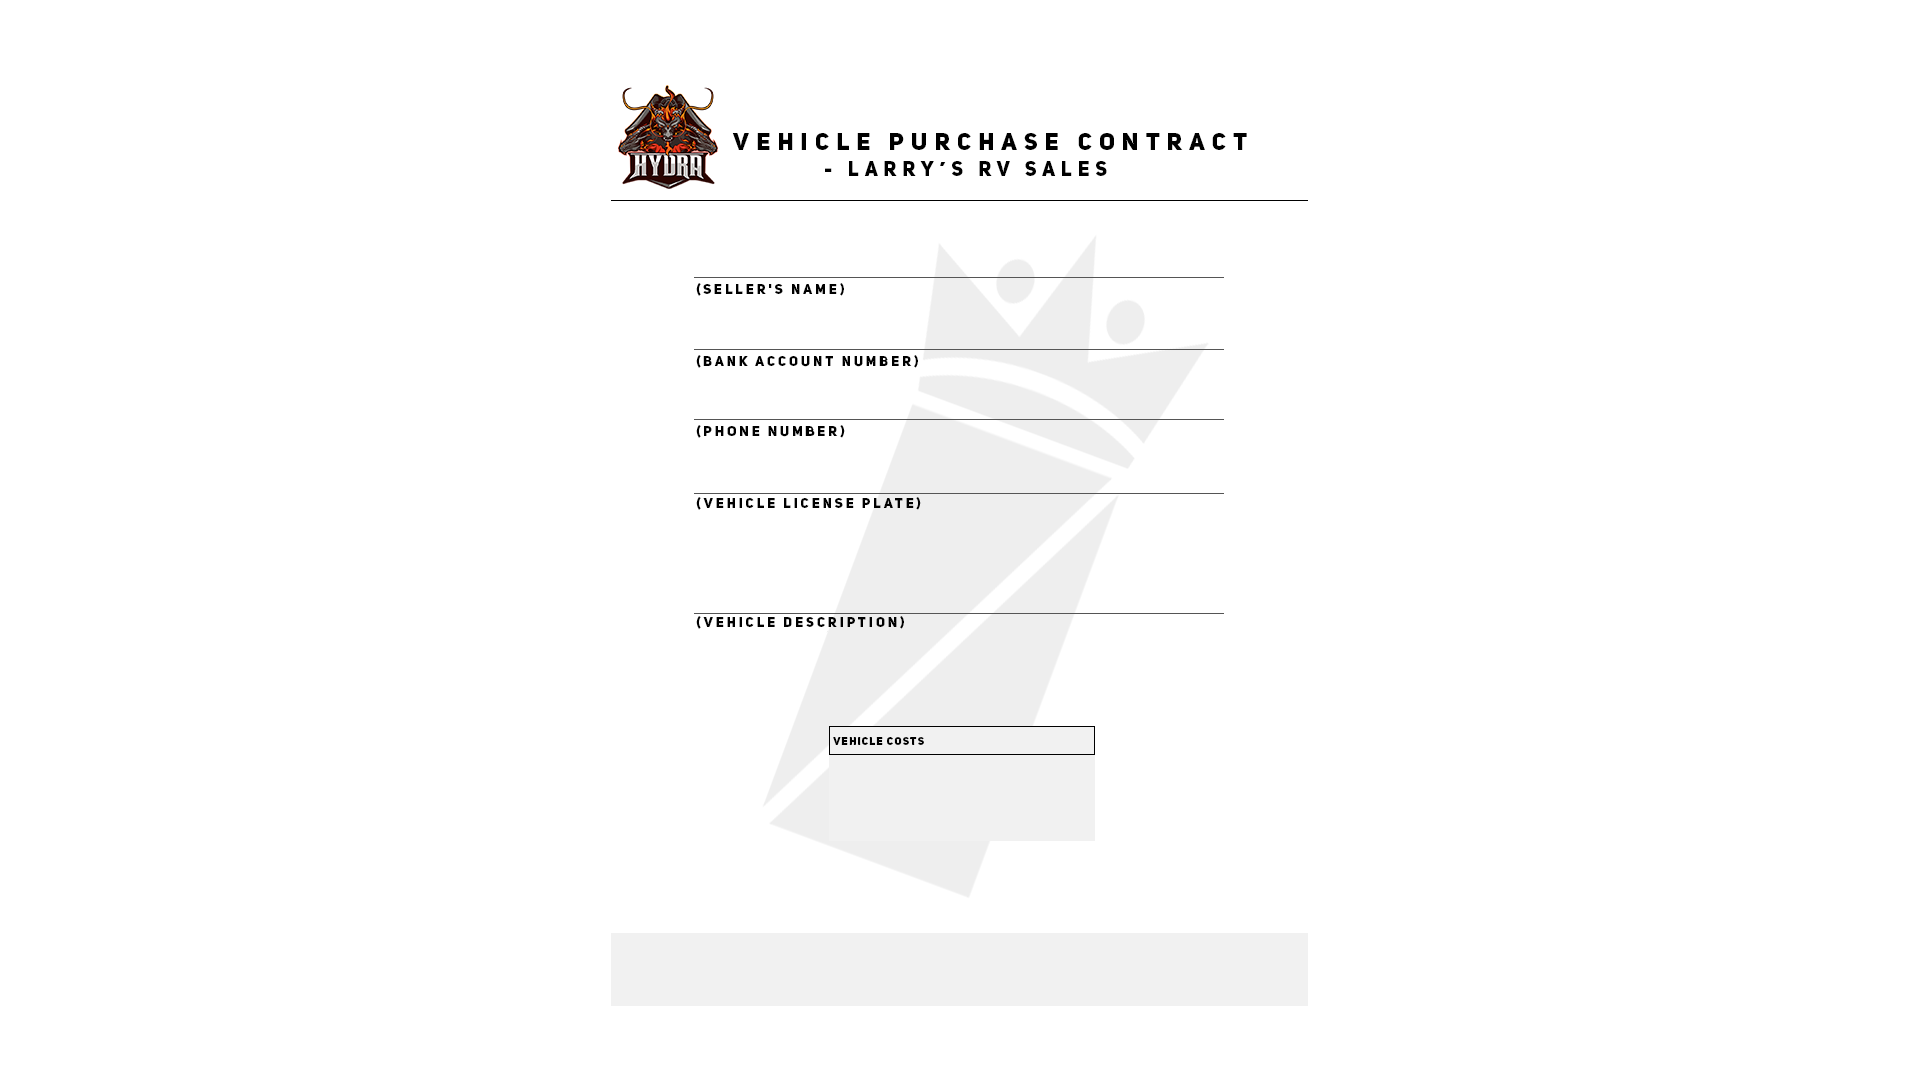 HYDRA
VEHICLE PURCHASE CONTRACT
- LARRY’S RV SALES
(SELLER'S NAME)
(BANK ACCOUNT NUMBER)
(PHONE NUMBER)
(VEHICLE LICENSE PLATE)
(VEHICLE DESCRIPTION)
VEHICLE COSTS